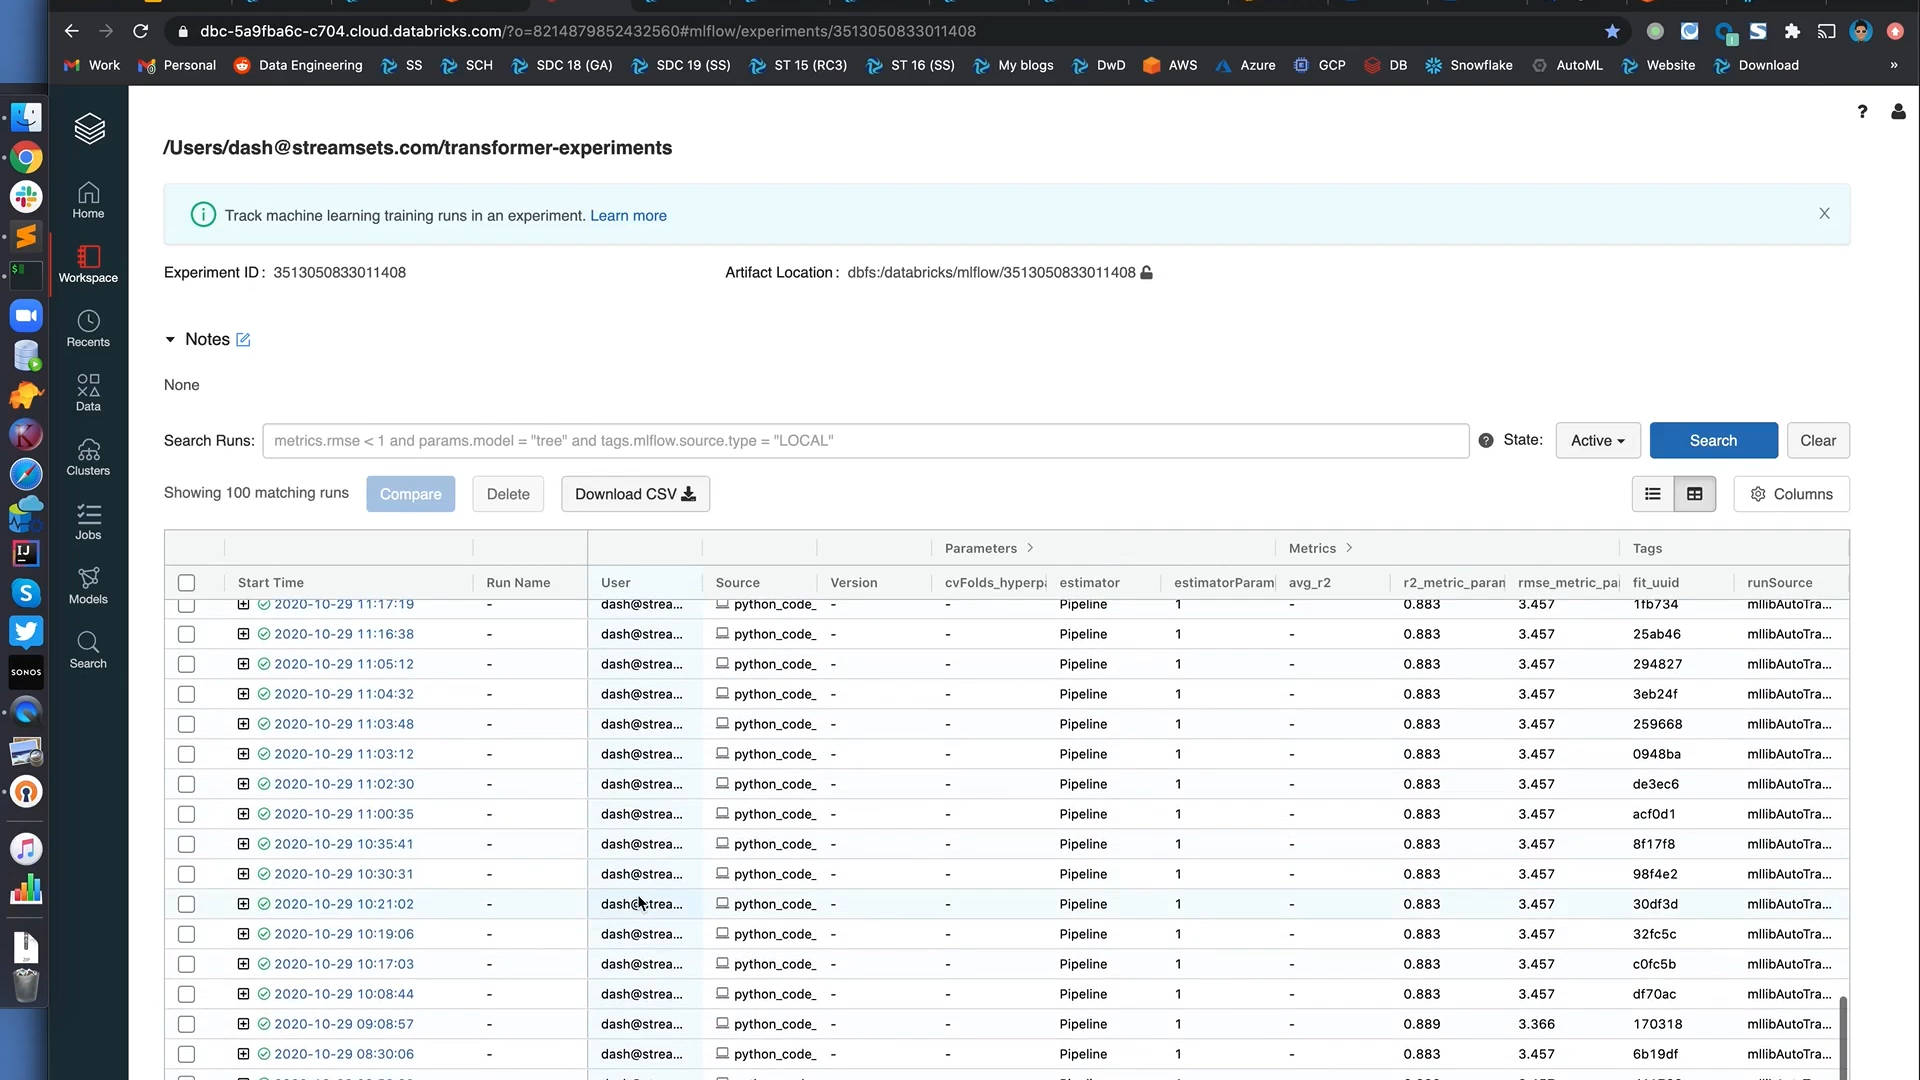 dbc-5a9fba6c-c704.cloud.databricks.com/?o=8214879852432560#mlflow/experiments/3513050833011408
Work Personal Data Engineering SS SCH SDC 18 (GA) SDC 19 (SS) ST 15 (RC3) ST 16 (SS) My blogs DwD AWS Azure GCP DB Snowflake AutoML Website Download »
?
/Users/dash@streamsets.com/transformer-experiments
Track machine learning training runs in an experiment. Learn more X
Experiment ID: 3513050833011408 Artifact Location: dbfs:/databricks/mlflow/3513050833011408
Notes
None
Search Runs: metrics.rmse < 1 and params.model = "tree" and tags.mlflow.source.type = "LOCAL" ? State: Active Search Clear
Showing 100 matching runs Compare Delete Download CSV Columns
Parameters > Metrics > Tags
Start Time Run Name User Source Version cvFolds_hyperpa estimator estimatorParam avg_r2 r2_metric_param rmse_metric_pa fit_uuid runSource
2020-10-29 11:17:19 - dash@strea... python_code_ - - Pipeline 1 - 0.883 3.457 1fb734 mllibAutoTra...
2020-10-29 11:16:38 - dash@strea... python_code_ - - Pipeline 1 - 0.883 3.457 25ab46 mllibAutoTra...
2020-10-29 11:05:12 - dash@strea... python_code_ - - Pipeline 1 - 0.883 3.457 294827 mllibAutoTra...
2020-10-29 11:04:32 - dash@strea... python_code_ - - Pipeline 1 - 0.883 3.457 3eb24f mllibAutoTra...
2020-10-29 11:03:48 - dash@strea... python_code_ - - Pipeline 1 - 0.883 3.457 259668 mllibAutoTra...
2020-10-29 11:03:12 - dash@strea... python_code_ - - Pipeline 1 - 0.883 3.457 0948ba mllibAutoTra...
2020-10-29 11:02:30 - dash@strea... python_code_ - - Pipeline 1 - 0.883 3.457 de3ec6 mllibAutoTra...
2020-10-29 11:00:35 - dash@strea... python_code_ - - Pipeline 1 - 0.883 3.457 acf0d1 mllibAutoTra...
2020-10-29 10:35:41 - dash@strea... python_code_ - - Pipeline 1 - 0.883 3.457 8f17f8 mllibAutoTra...
2020-10-29 10:30:31 - dash@strea... python_code_ - - Pipeline 1 - 0.883 3.457 98f4e2 mllibAutoTra...
2020-10-29 10:21:02 - dash@strea... python_code_ - - Pipeline 1 - 0.883 3.457 30df3d mllibAutoTra...
2020-10-29 10:19:06 - dash@strea... python_code_ - - Pipeline 1 - 0.883 3.457 32fc5c mllibAutoTra...
2020-10-29 10:17:03 - dash@strea... python_code_ - - Pipeline 1 - 0.883 3.457 c0fc5b mllibAutoTra...
2020-10-29 10:08:44 - dash@strea... python_code_ - - Pipeline 1 - 0.883 3.457 df70ac mllibAutoTra...
2020-10-29 09:08:57 - dash@strea... python_code_ - - Pipeline 1 - 0.889 3.366 170318 mllibAutoTra...
2020-10-29 08:30:06 - dash@strea... python_code_ - - Pipeline 1 - 0.883 3.457 6b19df mllibAutoTra...
Home
Workspace
Recents
Data
Clusters
Jobs
Models
Search
SONOS
IJ
ZIP